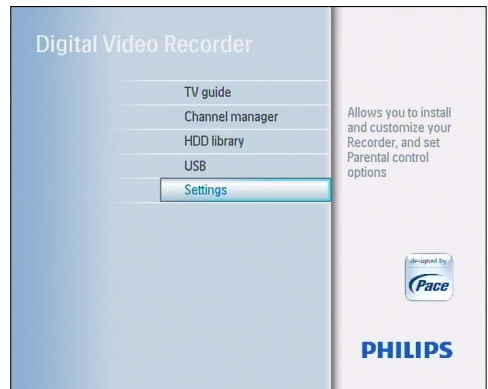 Digital Video Recorder
TV guide
Channel manager
HDD library
USB
Settings
Allows you to install
and customize your
Recorder, and set
Parental control
options
designed by
Pace
PHILIPS